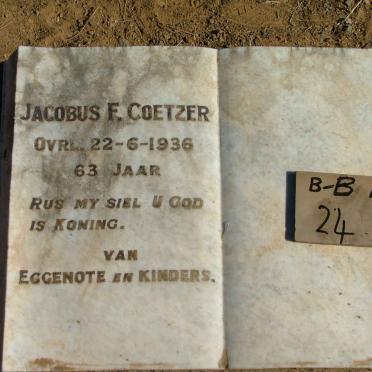 JACOBUS F. COETZER
OVRL. 22-6-1936
63 JAAR
RUS MY SIEL U GOD
IS KONING.
VAN
EGGENOTE EN KINDERS.
B-B
24